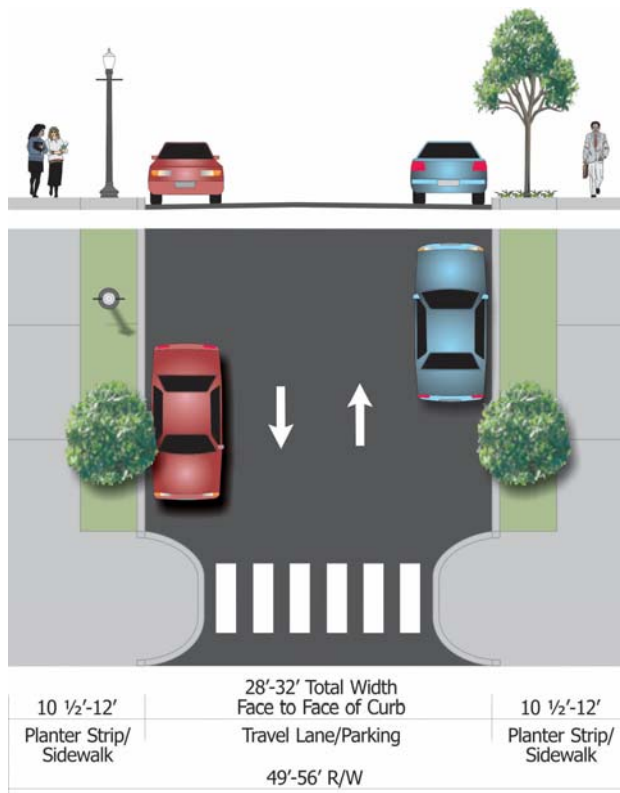 28'-32' Total Width
10 ½'-12' Face to Face of Curb 10 ½'-12'
Planter Strip/ Travel Lane/Parking Planter Strip/
Sidewalk Sidewalk
49'-56' R/W